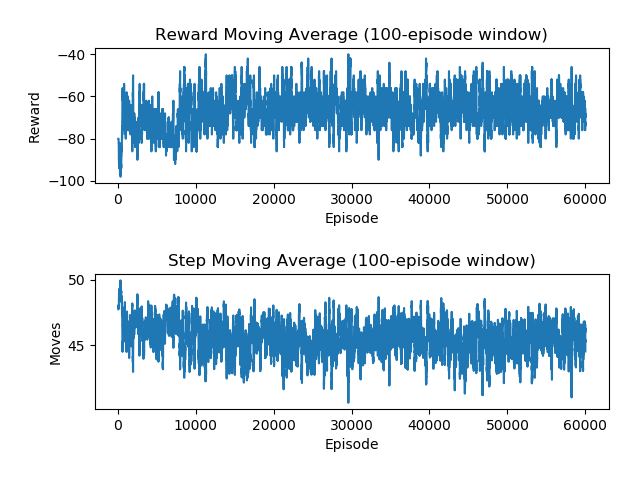 Reward Moving Average (100-episode window)
−40
−60
−80
−100
Reward
0 10000 20000 30000 40000 50000 60000
Episode
Step Moving Average (100-episode window)
50
45
Moves
0 10000 20000 30000 40000 50000 60000
Episode